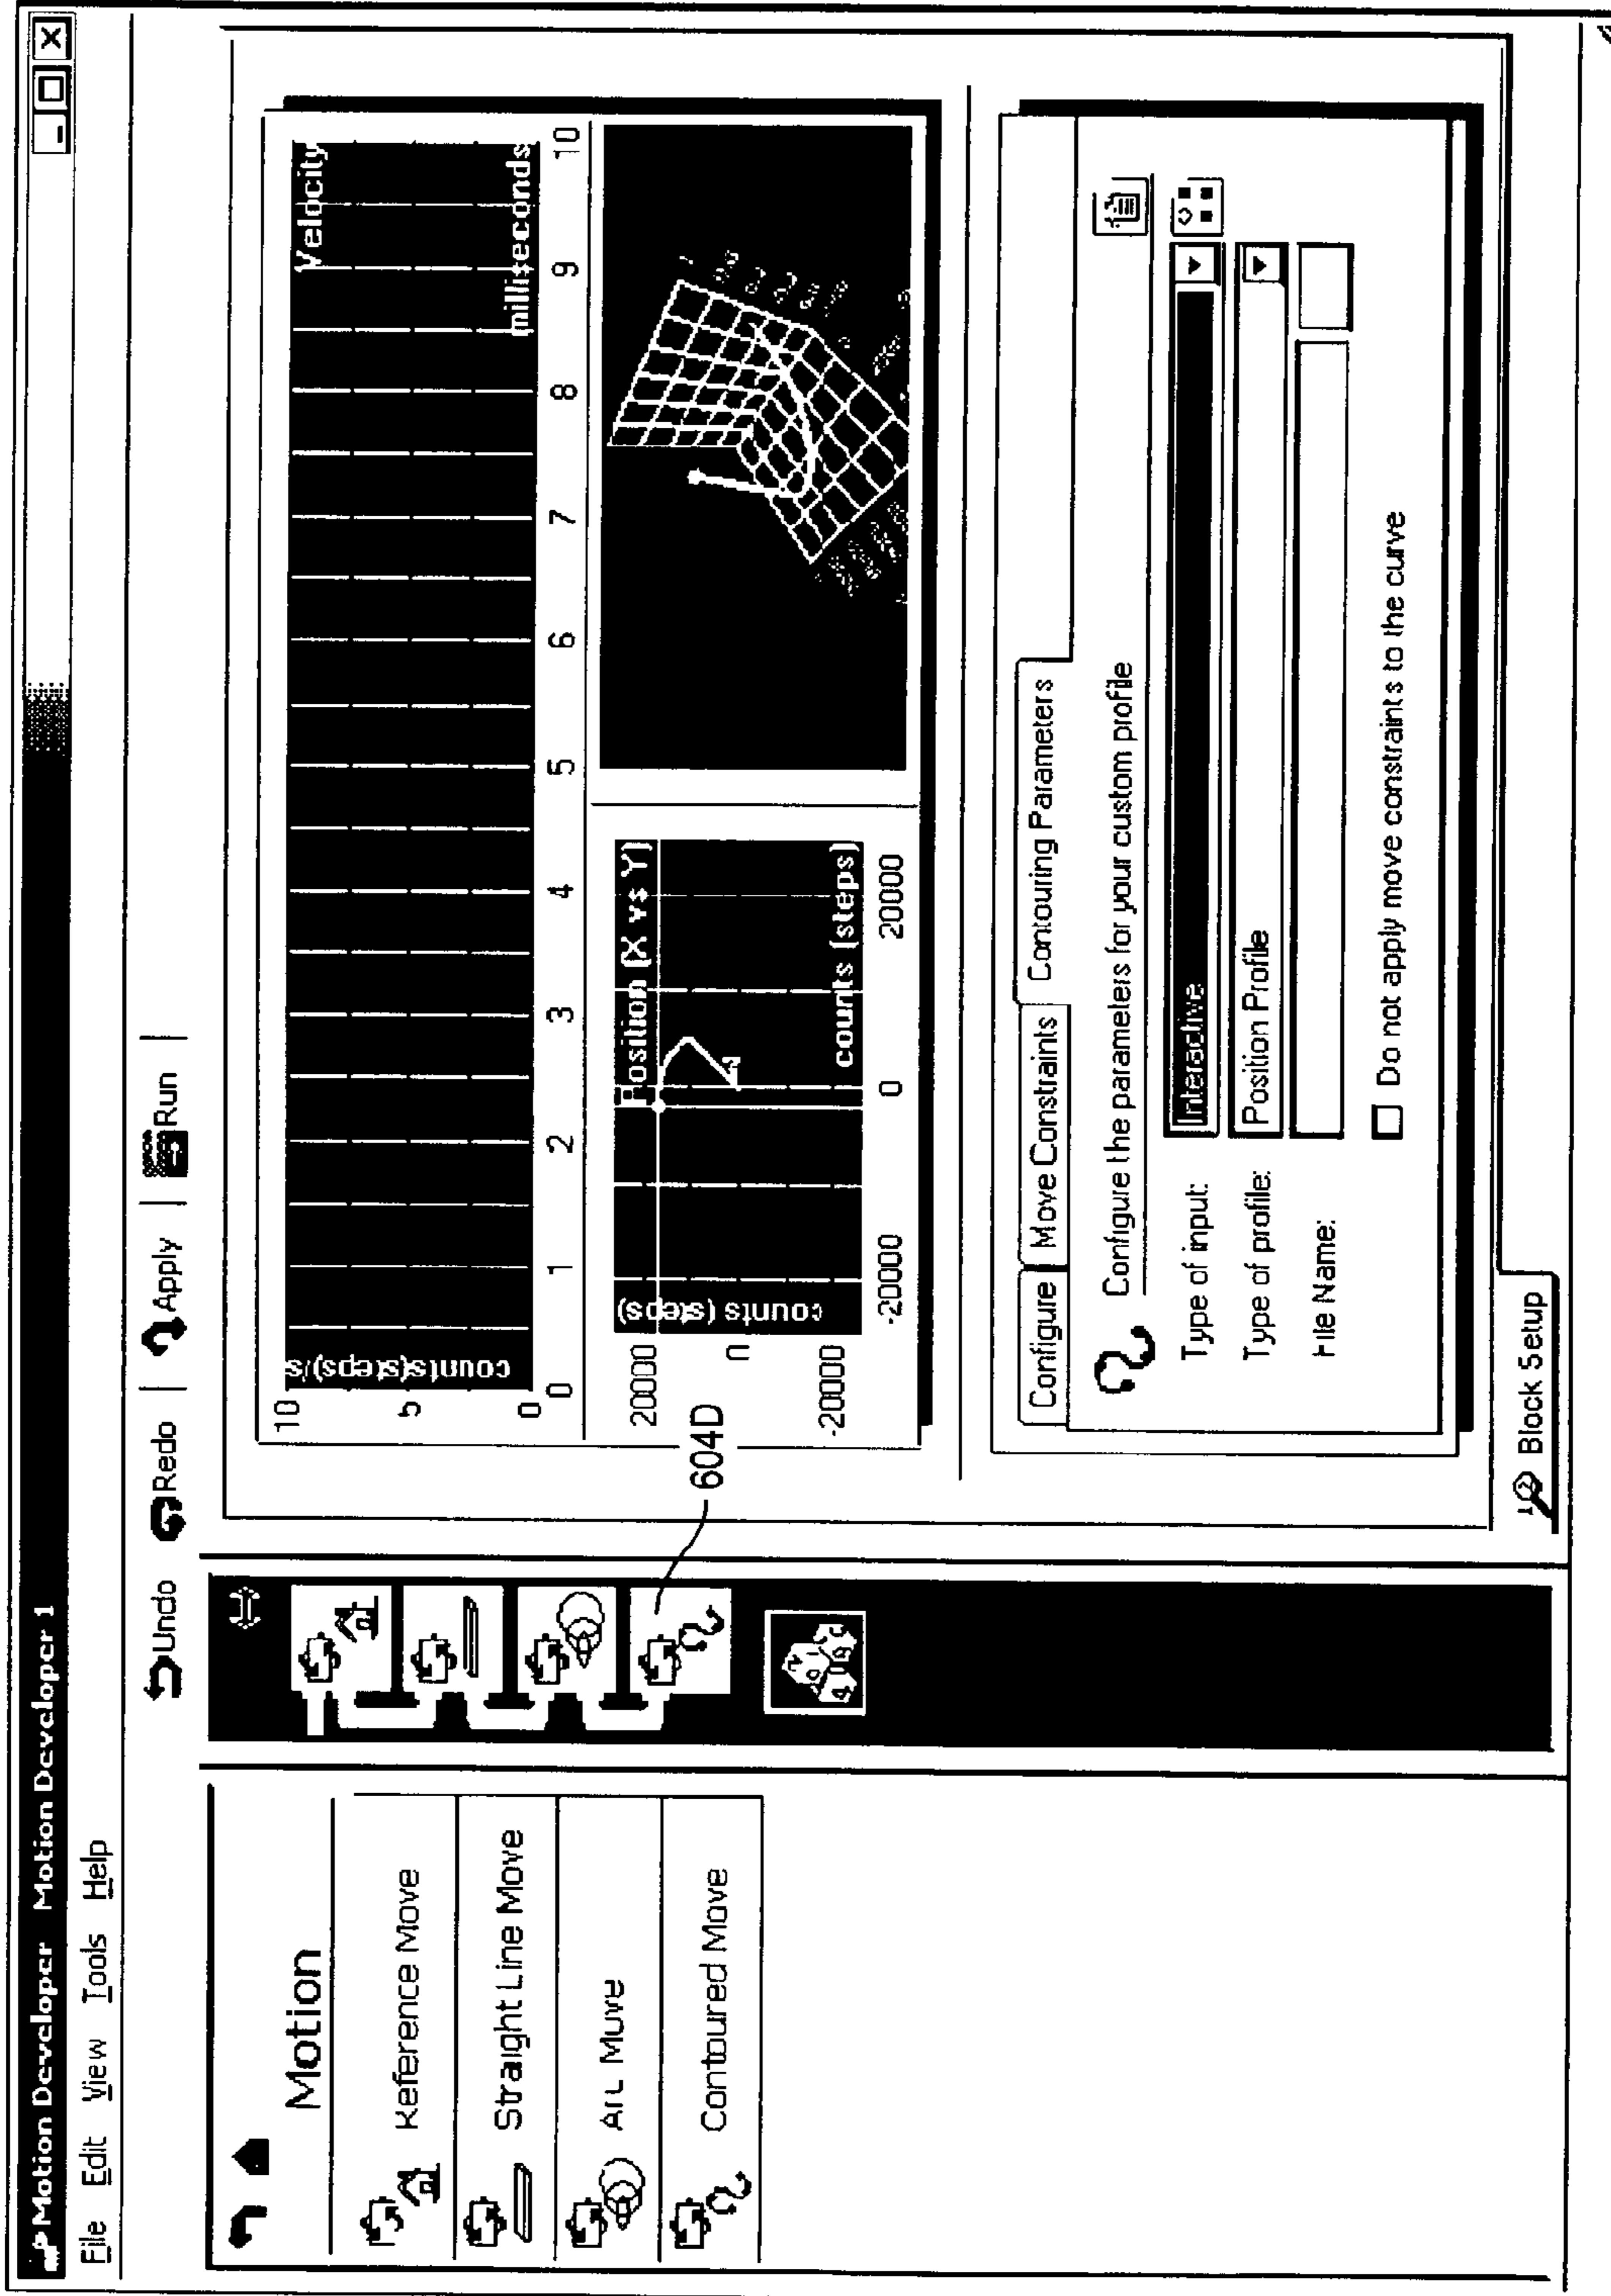 Motion Developer Motion Developer 1
File Edit View Tools Help
Undo Redo Apply Run
Motion
Reference Move
Straight Line Move
Arc Move
Contoured Move
604D
10
5
0
counts(steps)/s
Velocity
milliseconds
0 1 2 3 4 5 6 7 8 9 10
20000
0
-20000
counts (steps)
Position (X vs Y)
counts (steps)
-20000 0 20000
Configure Move Constraints Contouring Parameters
Configure the parameters for your custom profile
Type of input: Interactive
Type of profile: Position Profile
File Name:
Do not apply move constraints to the curve
Block Setup